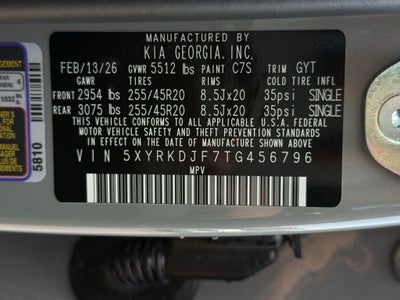 MFD BY
KIA GEORGIA, INC.
FEB/13/26 GVWR 5512 lbs PAINT C7S TRIM GYT
GAWR TIRES RIMS COLD TIRE INFL
FRONT 2954 lbs 255/45R20 8.5Jx20 35psi SINGLE
REAR 3075 lbs 255/45R20 8.5Jx20 35psi SINGLE
THIS VEHICLE CONFORMS TO ALL APPLICABLE U.S.A. FEDERAL
MOTOR VEHICLE SAFETY AND THEFT PREVENTION STANDARDS
IN EFFECT ON THE DATE OF MANUFACTURE SHOWN ABOVE
VIN 5XYRKDJF7TG456796
MPV
5810